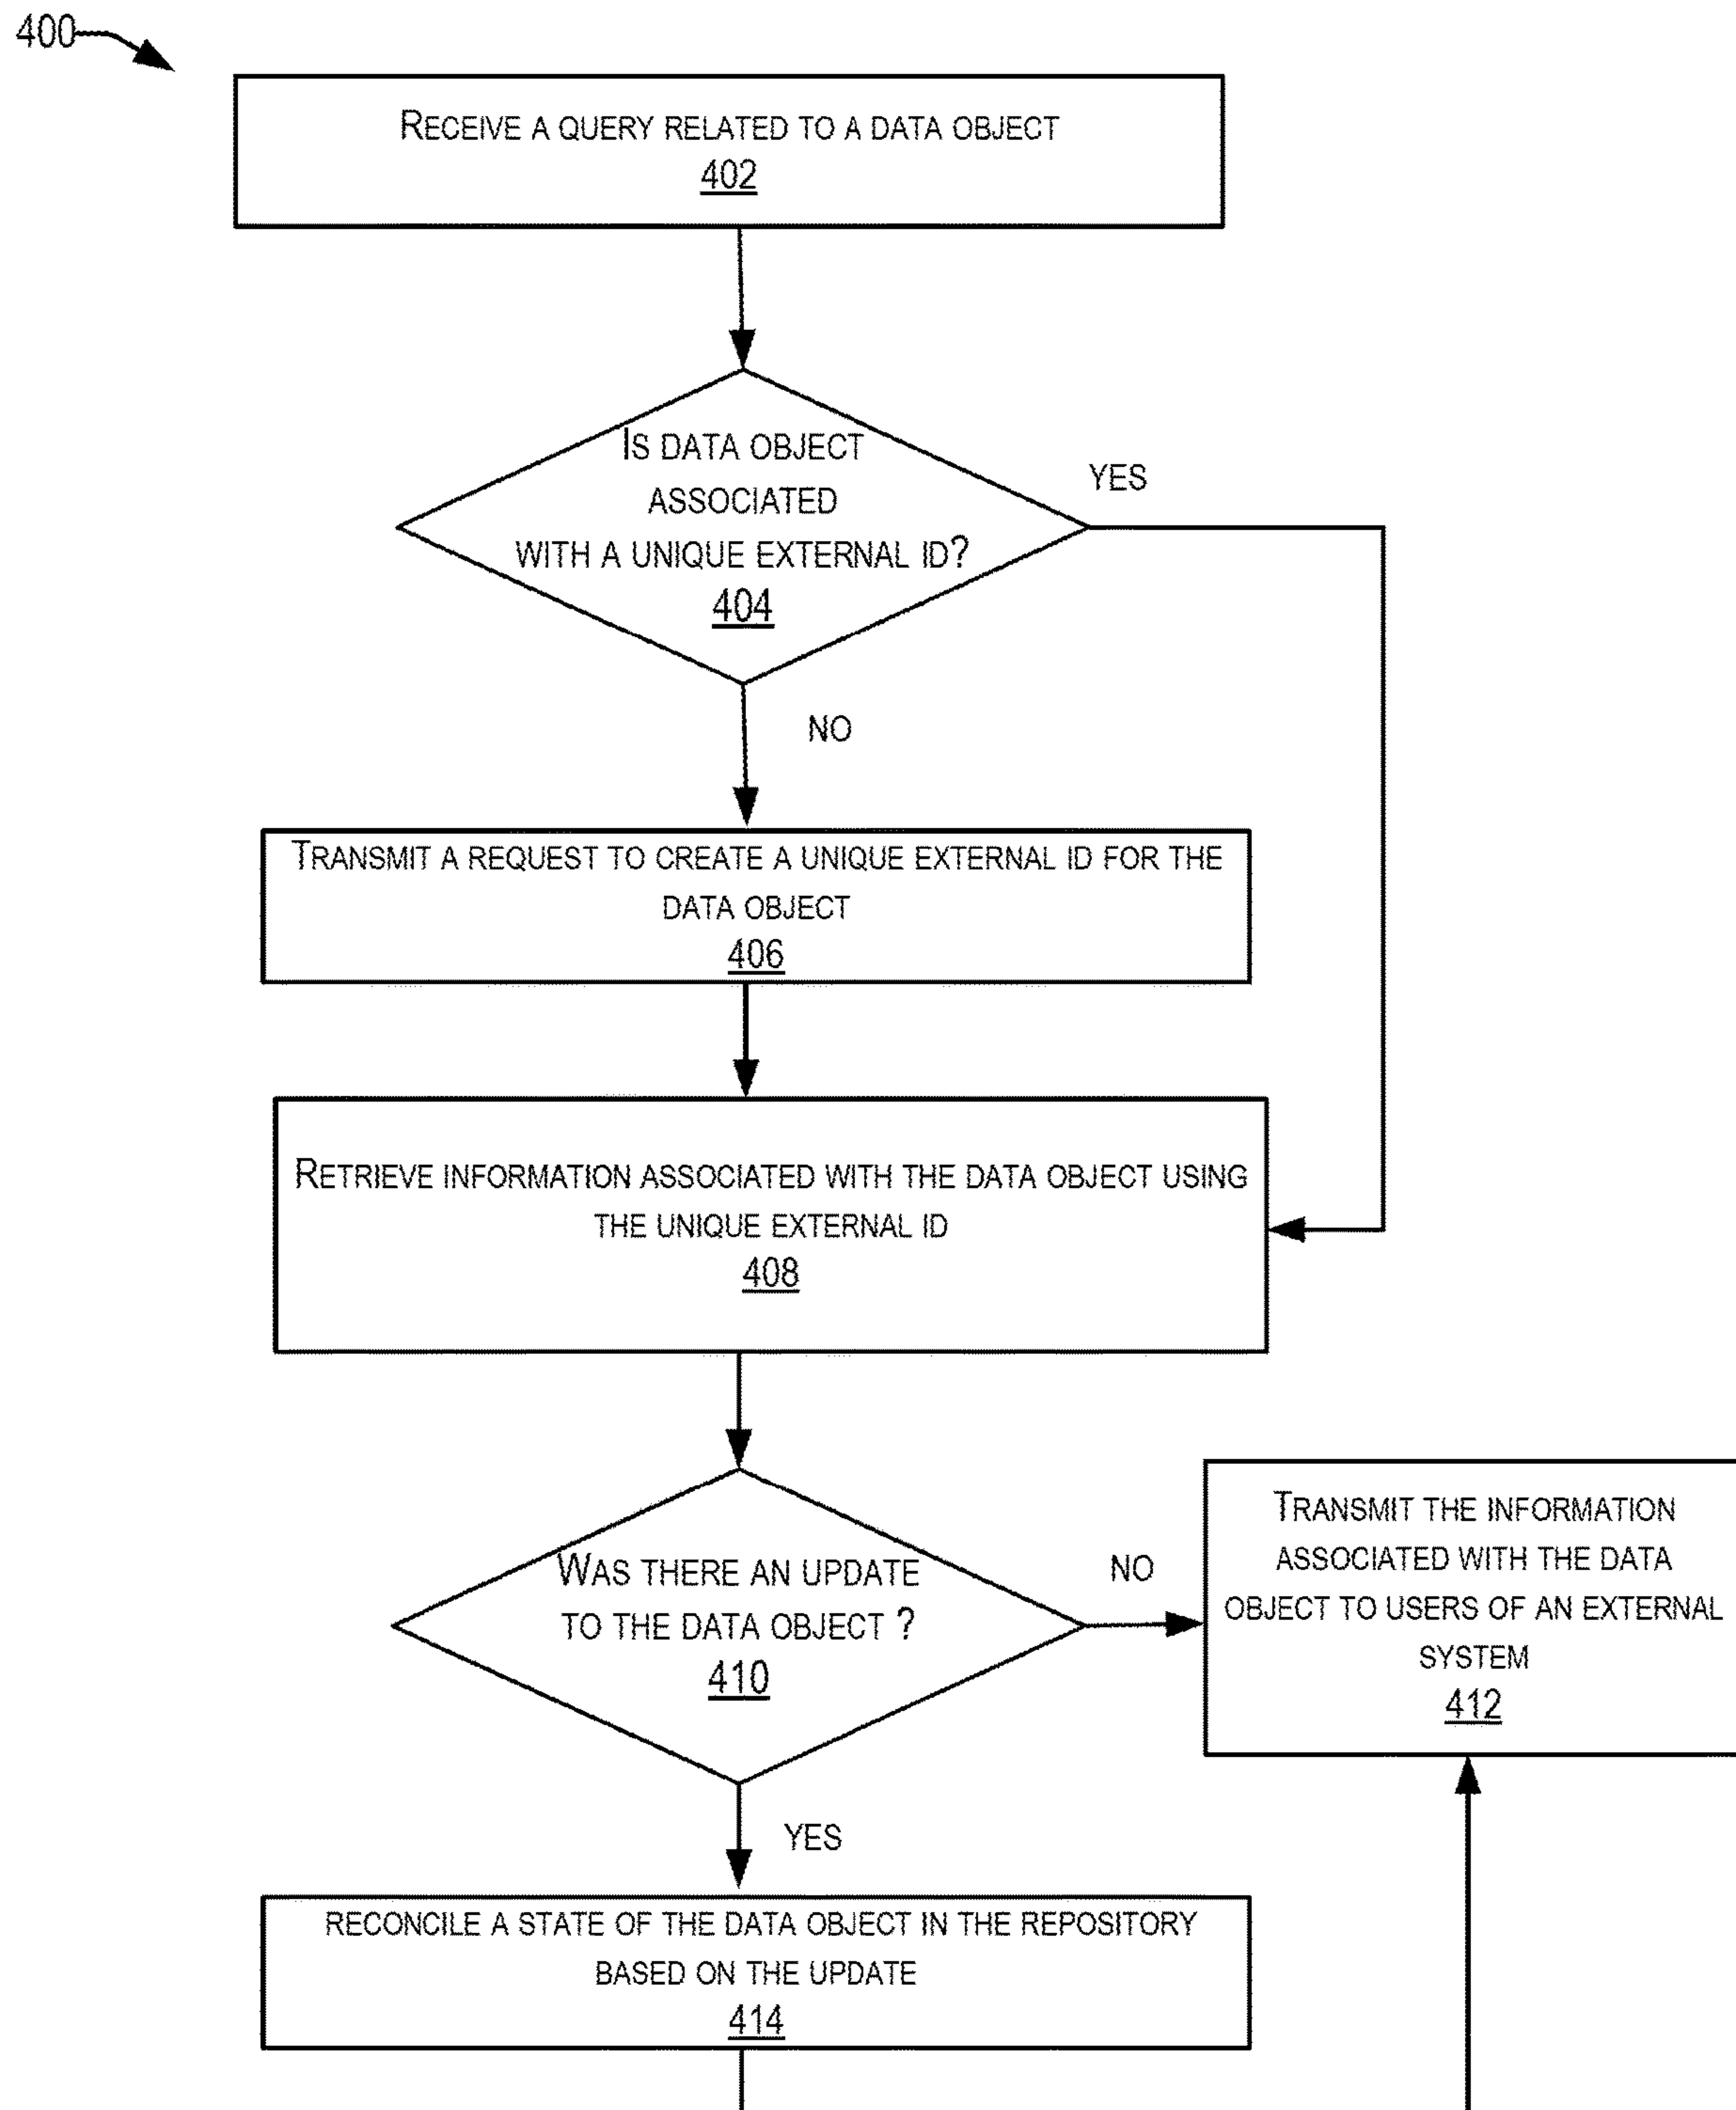 400
RECEIVE A QUERY RELATED TO A DATA OBJECT
402
IS DATA OBJECT
ASSOCIATED
WITH A UNIQUE EXTERNAL ID?
404
YES
NO
TRANSMIT A REQUEST TO CREATE A UNIQUE EXTERNAL ID FOR THE
DATA OBJECT
406
RETRIEVE INFORMATION ASSOCIATED WITH THE DATA OBJECT USING
THE UNIQUE EXTERNAL ID
408
WAS THERE AN UPDATE
TO THE DATA OBJECT ?
410
NO
TRANSMIT THE INFORMATION
ASSOCIATED WITH THE DATA
OBJECT TO USERS OF AN EXTERNAL
SYSTEM
412
YES
RECONCILE A STATE OF THE DATA OBJECT IN THE REPOSITORY
BASED ON THE UPDATE
414